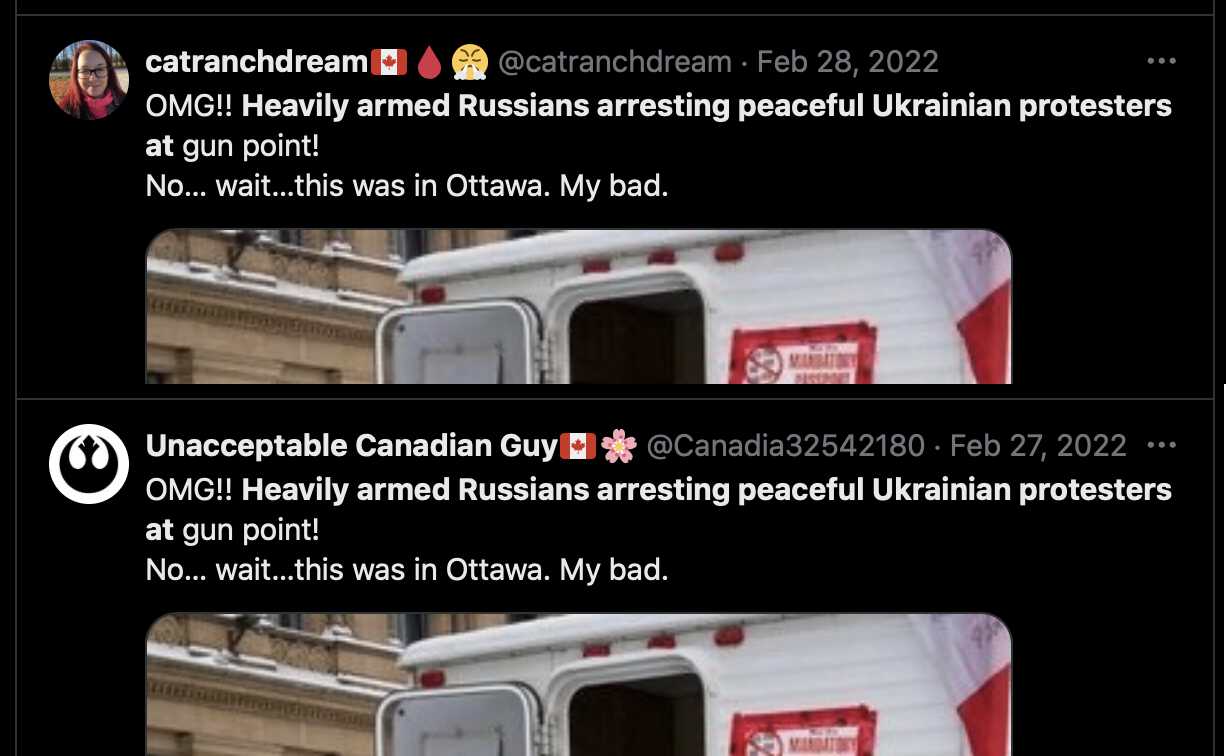 catranchdream🇨🇦🩸😤 @catranchdream · Feb 28, 2022
OMG!! Heavily armed Russians arresting peaceful Ukrainian protesters
at gun point!
No... wait...this was in Ottawa. My bad.
MANDATORY
PASSPORT
Unacceptable Canadian Guy🇨🇦🌸 @Canadia32542180 · Feb 27, 2022
OMG!! Heavily armed Russians arresting peaceful Ukrainian protesters
at gun point!
No... wait...this was in Ottawa. My bad.
MANDATORY